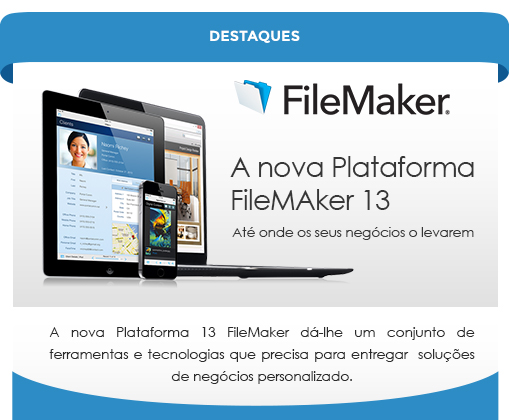 DESTAQUES
FileMaker®
A nova Plataforma
FileMAker 13
Até onde os seus negócios o levarem
Clients
A nova Plataforma 13 FileMaker dá-lhe um conjunto de
ferramentas e tecnologias que precisa para entregar soluções
de negócios personalizado.